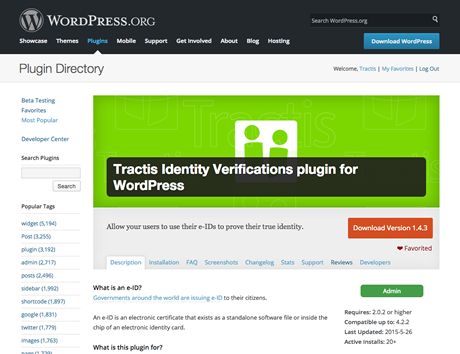 WORDPRESS.ORG
Search WordPress.org
Showcase Themes Plugins Mobile Support Get Involved About Blog Hosting
Download WordPress
Plugin Directory
Welcome, Tractis | My Favorites | Log Out
Beta Testing
Favorites
Most Popular
Developer Center
Search Plugins
Search
Popular Tags
widget (5,194)
Post (3,255)
plugin (3,192)
admin (2,717)
posts (2,496)
sidebar (1,992)
shortcode (1,897)
google (1,831)
twitter (1,779)
images (1,774)
page (1,729)
Tractis
Tractis Identity Verifications plugin for
WordPress
Allow your users to use their e-IDs to prove their true identity.
Download Version 1.4.3
Favorited
Description Installation FAQ Screenshots Changelog Stats Support Reviews Developers
What is an e-ID?
Governments around the world are issuing e-ID to their citizens.
An e-ID is an electronic certificate that exists as a standalone software file or inside the
chip of an electronic identity card.
What is this plugin for?
Admin
Requires: 2.0.2 or higher
Compatible up to: 4.2.2
Last Updated: 2015-5-26
Active Installs: 20+